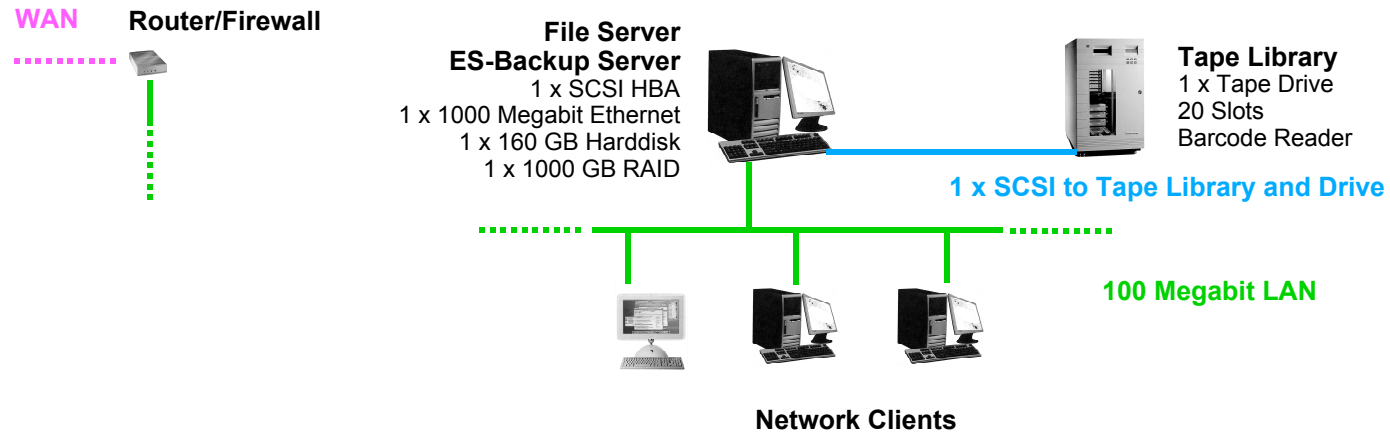 WAN
Router/Firewall
File Server
ES-Backup Server
1 x SCSI HBA
1 x 1000 Megabit Ethernet
1 x 160 GB Harddisk
1 x 1000 GB RAID
Tape Library
1 x Tape Drive
20 Slots
Barcode Reader
1 x SCSI to Tape Library and Drive
100 Megabit LAN
Network Clients